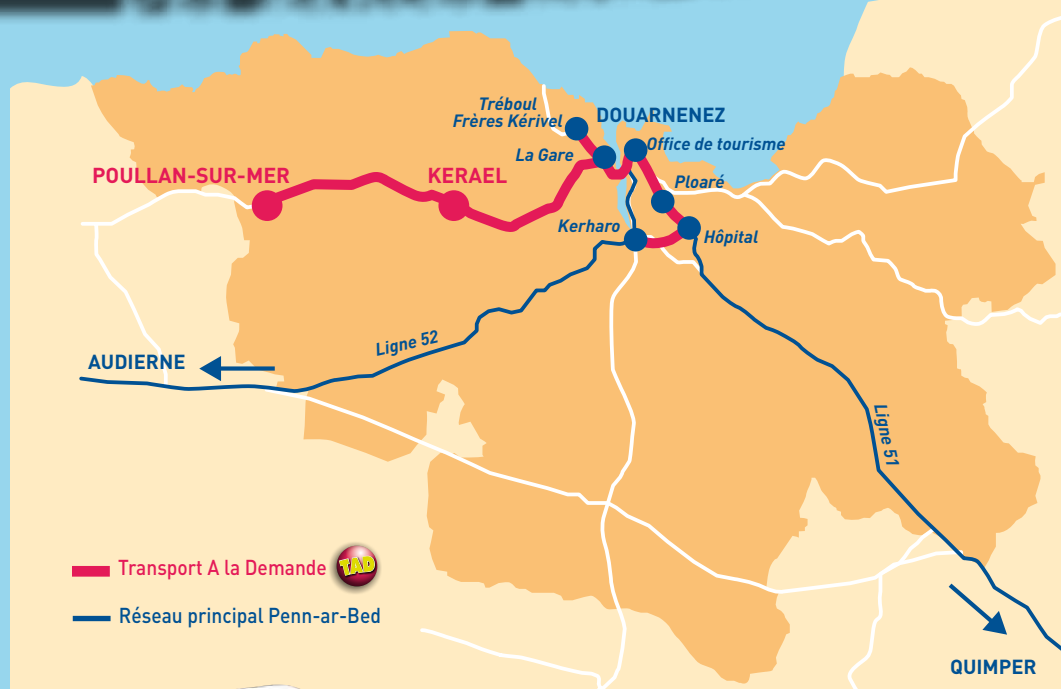 Tréboul
Frères Kérivel
DOUARNENEZ
Office de tourisme
La Gare
POULLAN-SUR-MER
KERAEL
Ploaré
Kerharo
Hôpital
Ligne 52
AUDIERNE
Ligne 51
Transport A la Demande TAD
Réseau principal Penn-ar-Bed
QUIMPER